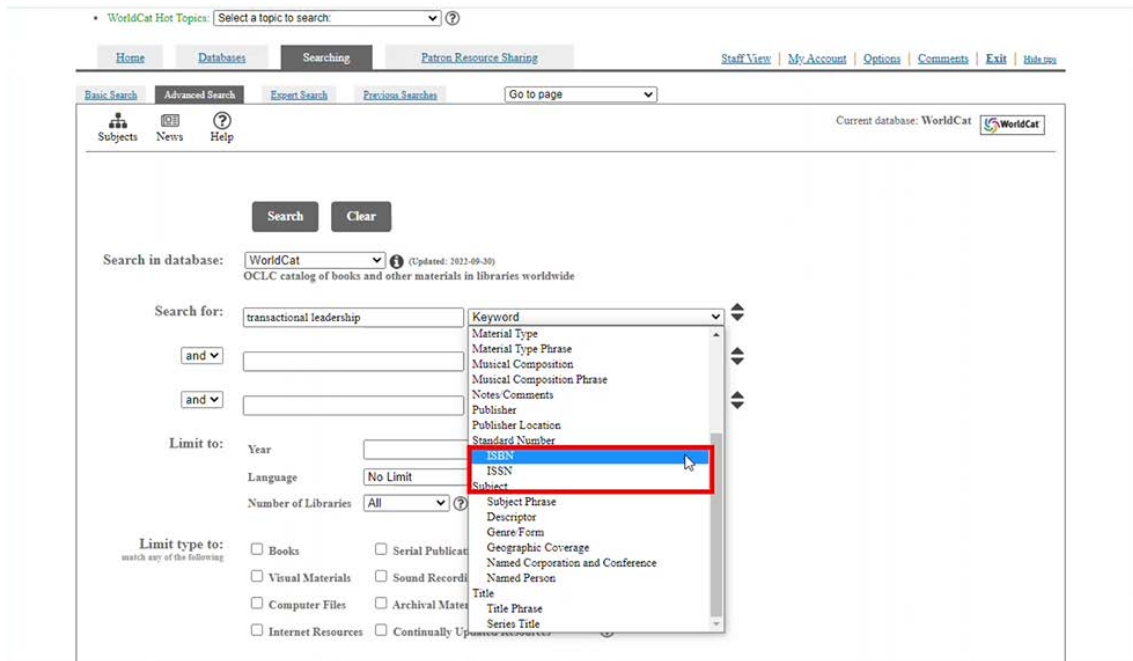 WorldCat Hot Topics: Select a topic to search:
Home Databases Searching Patron Resource Sharing Staff View My Account Options Comments Exit Hide tips
Basic Search Advanced Search Expert Search Previous Searches Go to page
Subjects News Help Current database: WorldCat WorldCat
Search Clear
Search in database: WorldCat (Updated: 2022-09-30)
OCLC catalog of books and other materials in libraries worldwide
Search for: transactional leadership Keyword
Material Type
Material Type Phrase
and
Musical Composition
Musical Composition Phrase
Notes/Comments
and
Publisher
Publisher Location
Standard Number
Limit to: Year
ISBN
ISSN
Language No Limit
Subject
Number of Libraries All
Subject Phrase
Descriptor
Genre/Form
Limit type to:
match any of the following
Geographic Coverage
Books Serial
Named Corporation and Conference
Visual Materials Sound
Named Person
Title
Computer Files Archival
Title Phrase
Series Title
Internet Resources Continually Updated Resources